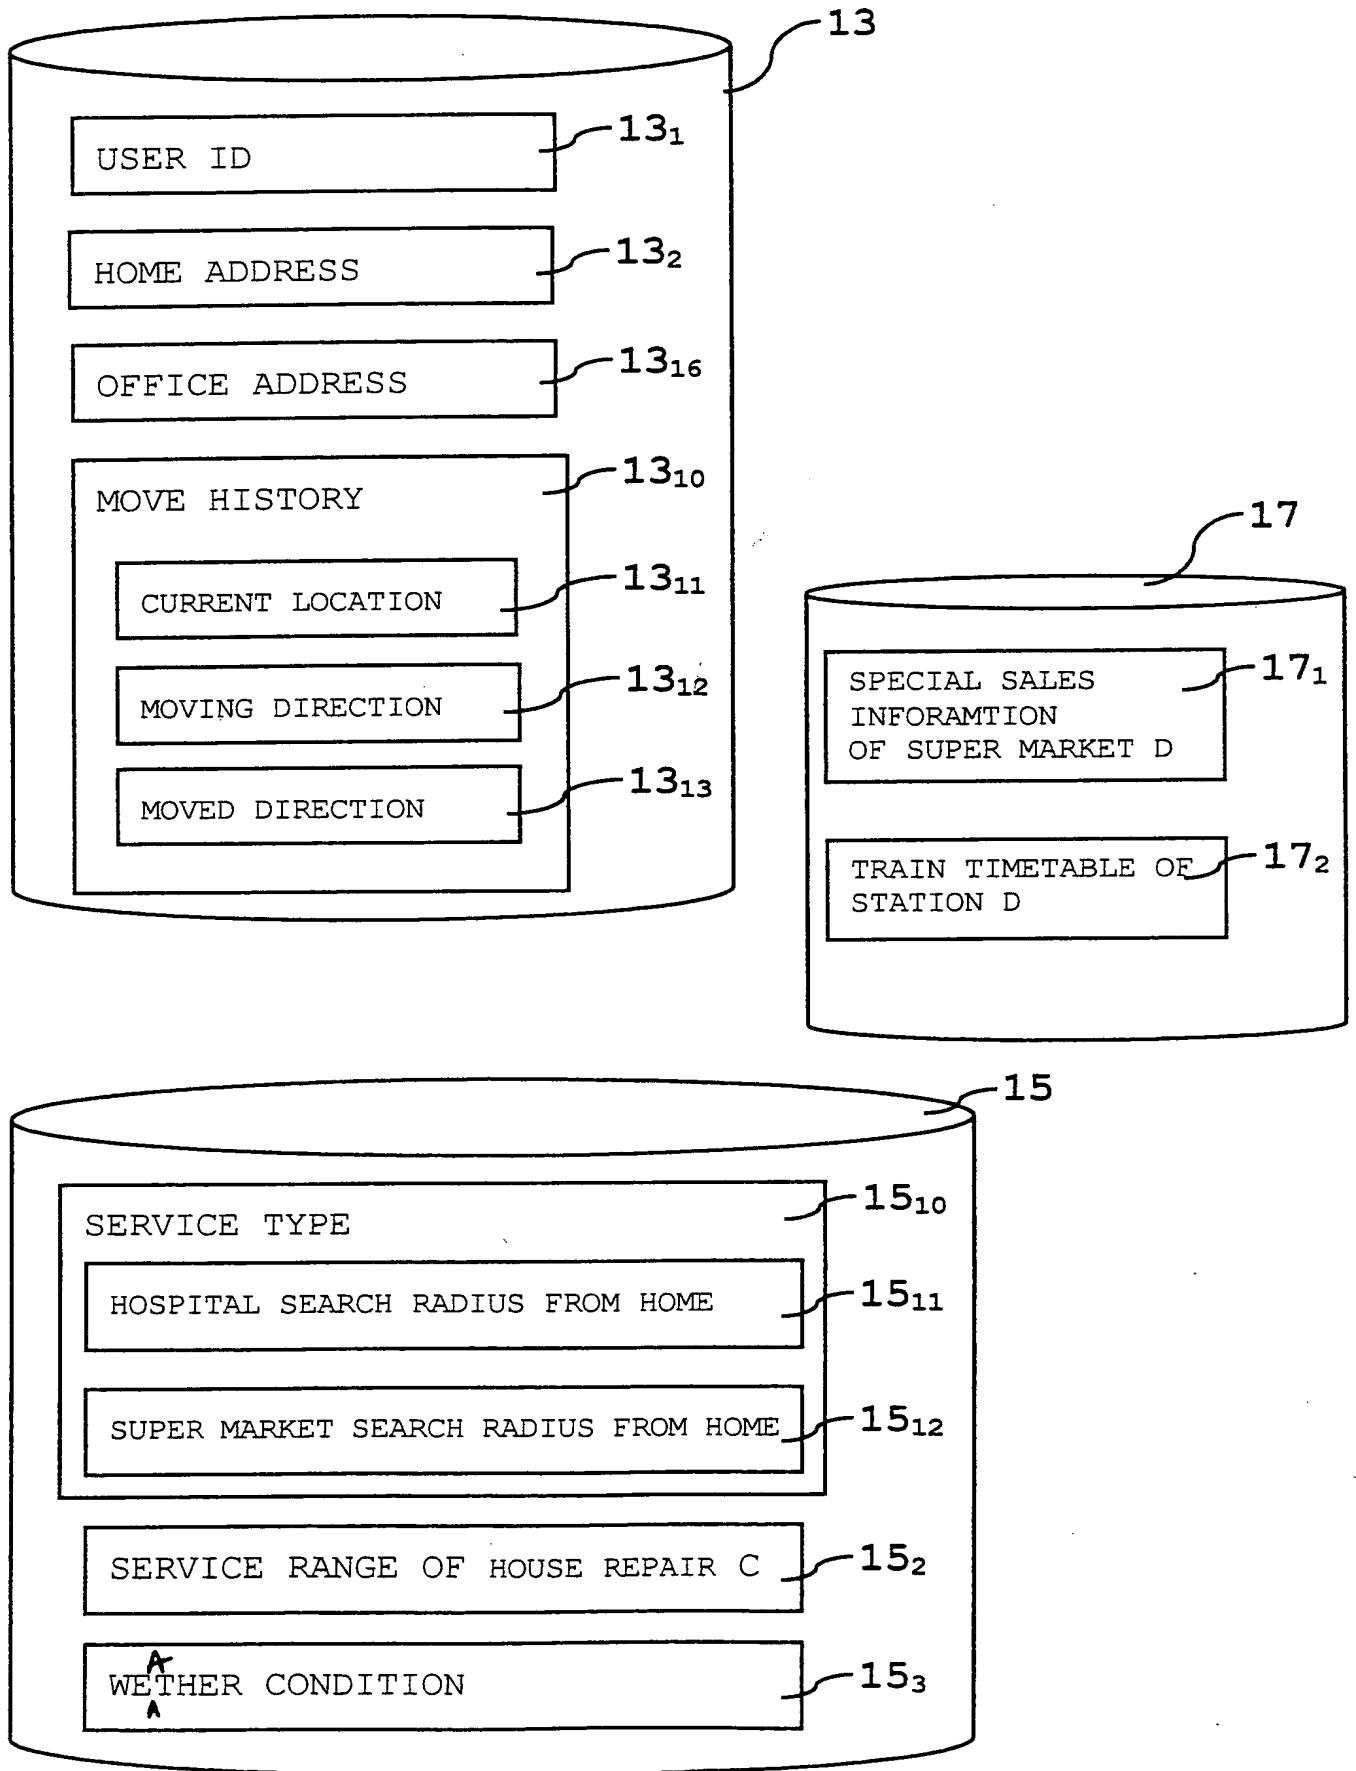 13
USER ID
13₁
HOME ADDRESS
13₂
OFFICE ADDRESS
13₁₆
MOVE HISTORY
13₁₀
CURRENT LOCATION
13₁₁
MOVING DIRECTION
13₁₂
MOVED DIRECTION
13₁₃
17
SPECIAL SALES
INFORAMTION
OF SUPER MARKET D
17₁
TRAIN TIMETABLE OF
STATION D
17₂
15
SERVICE TYPE
15₁₀
HOSPITAL SEARCH RADIUS FROM HOME
15₁₁
SUPER MARKET SEARCH RADIUS FROM HOME
15₁₂
SERVICE RANGE OF HOUSE REPAIR C
15₂
A
WETHER CONDITION
15₃